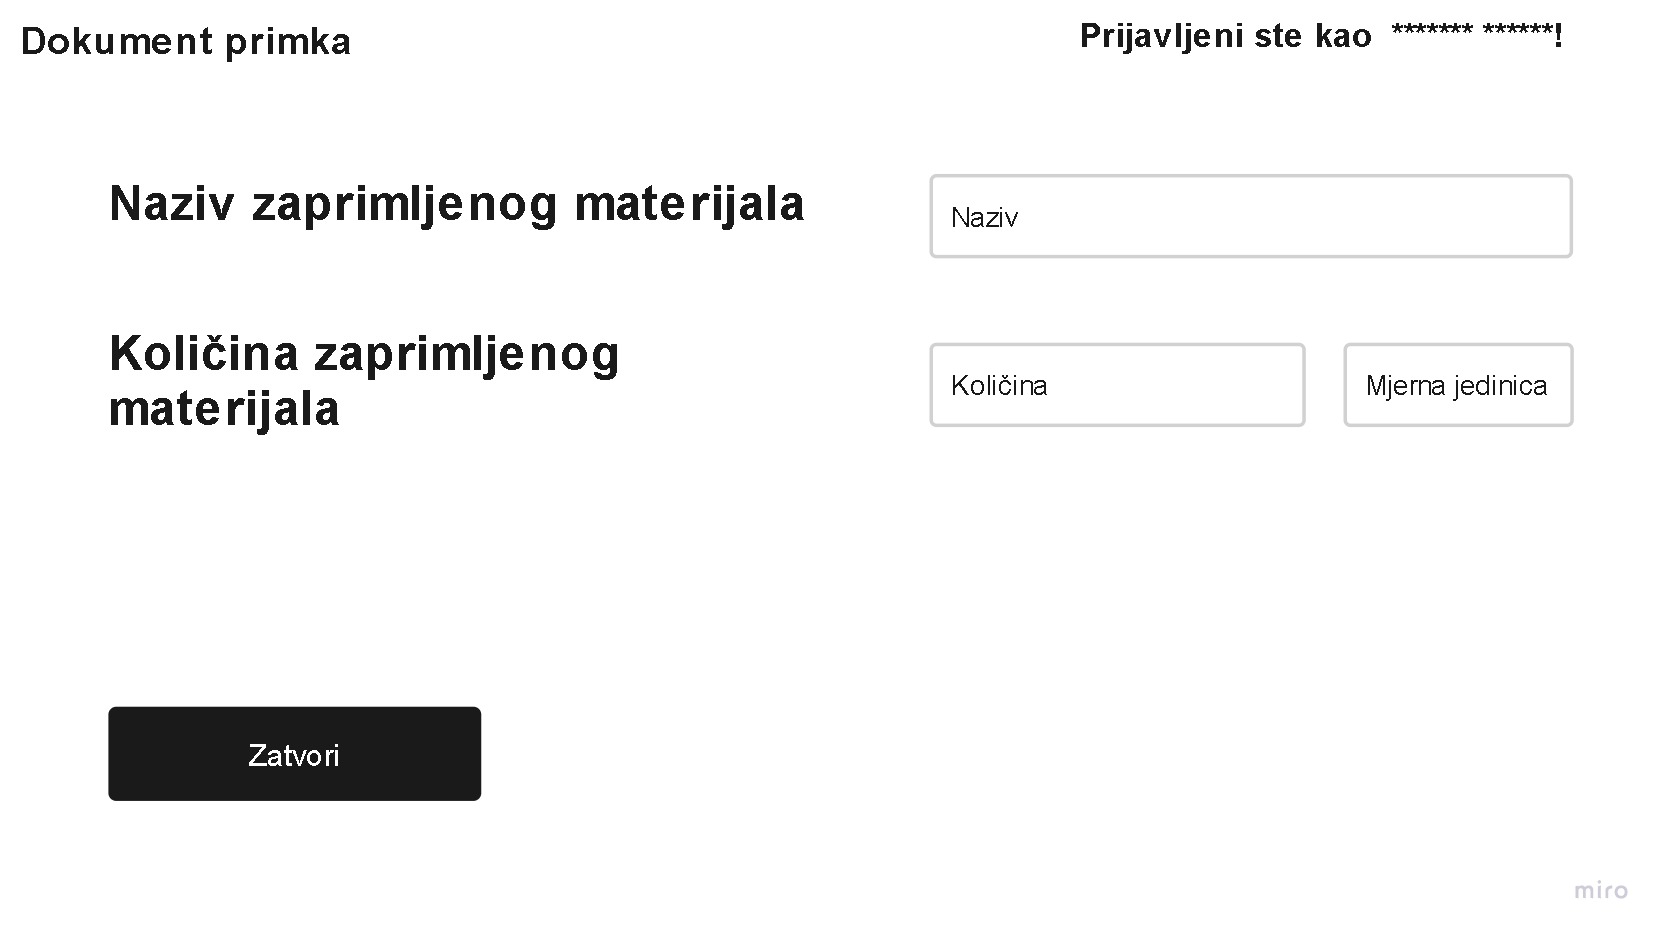 Dokument primka
Prijavljeni ste kao ******* ******!
Naziv zaprimljenog materijala
Naziv
Količina zaprimljenog
materijala
Količina
Mjerna jedinica
Zatvori
miro